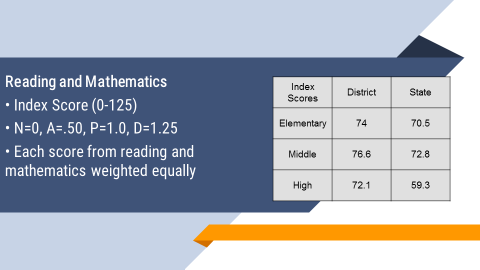 Reading and Mathematics
• Index Score (0-125)
• N=0, A=.50, P=1.0, D=1.25
• Each score from reading and
mathematics weighted equally
Index Scores District State
Elementary 74 70.5
Middle 76.6 72.8
High 72.1 59.3